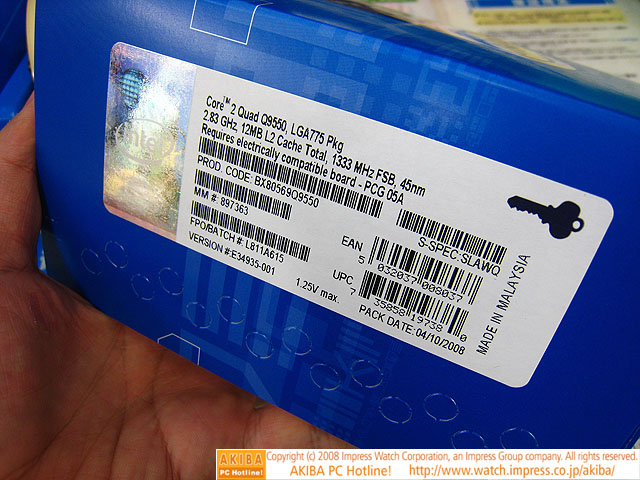 intel
Core™ 2 Quad Q9550, LGA775 Pkg
2.83 GHz, 12MB L2 Cache Total, 1333 MHz FSB, 45nm
Requires electrically compatible board - PCG 05A
PROD. CODE: BX80569Q9550
S-SPEC:SLAWQ
MM #: 897363
EAN
5 032037 008037
FPO/BATCH #: L811A615
UPC
7 35858 19738 0
VERSION #:E34935-001
1.25V max.
PACK DATE:04/10/2008
MADE IN MALAYSIA
AKIBA
PC Hotline!
Copyright (c) 2008 Impress Watch Corporation, an Impress Group company. All rights reserved.
AKIBA PC Hotline! http://www.watch.impress.co.jp/akiba/